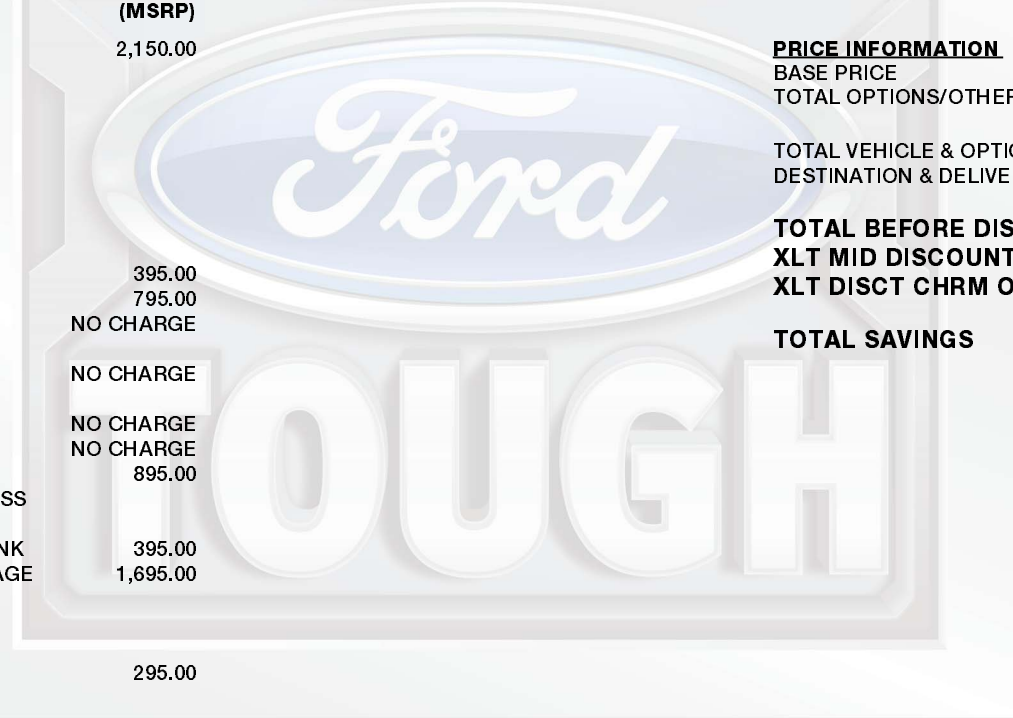 (MSRP)
2,150.00
395.00
795.00
NO CHARGE
NO CHARGE
NO CHARGE
NO CHARGE
895.00
SS
NK 395.00
AGE 1,695.00
295.00
Ford
TOUGH
PRICE INFORMATION
BASE PRICE
TOTAL OPTIONS/OTHER
TOTAL VEHICLE & OPTIO
DESTINATION & DELIVE
TOTAL BEFORE DIS
XLT MID DISCOUNT
XLT DISCT CHRM O
TOTAL SAVINGS